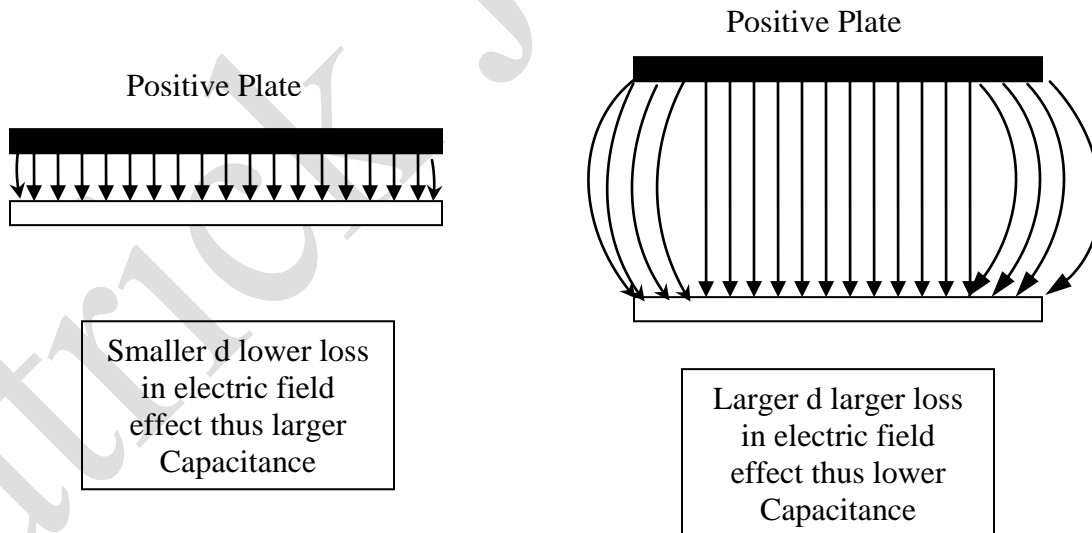 Positive Plate
Smaller d lower loss
in electric field
effect thus larger
Capacitance
Positive Plate
Larger d larger loss
in electric field
effect thus lower
Capacitance